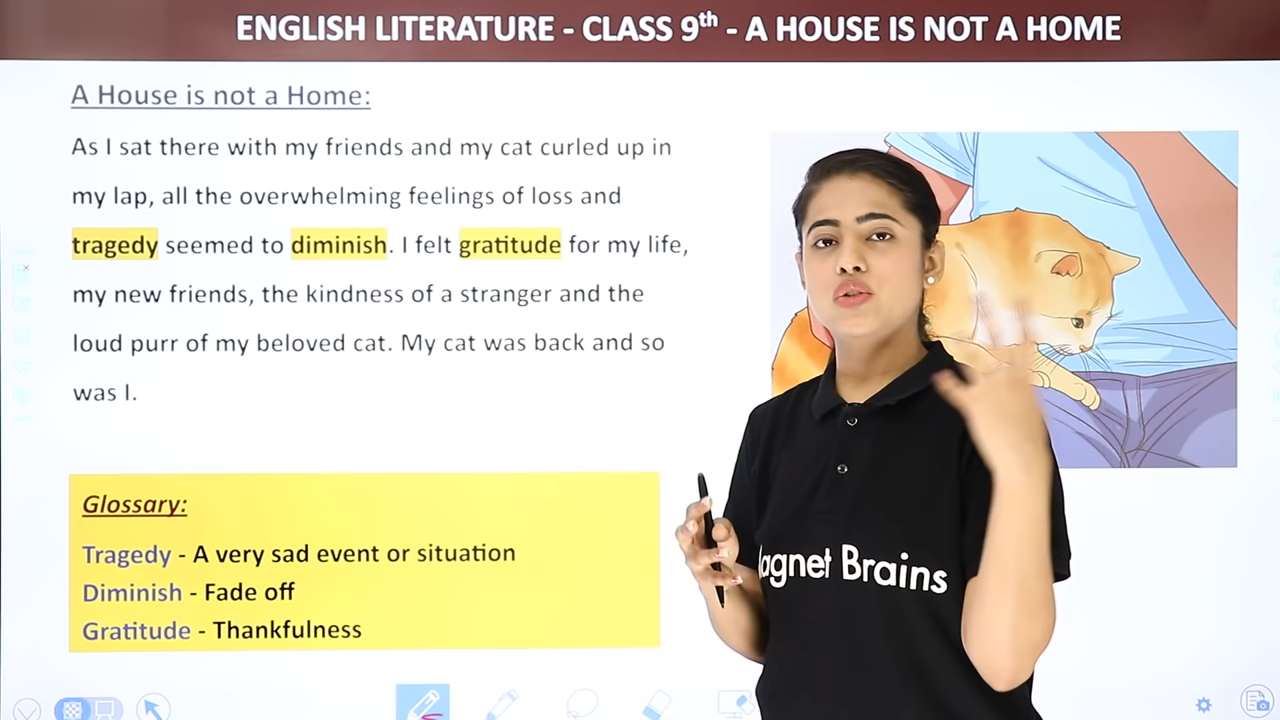 ENGLISH LITERATURE - CLASS 9th - A HOUSE IS NOT A HOME
A House is not a Home:
As I sat there with my friends and my cat curled up in
my lap, all the overwhelming feelings of loss and
tragedy seemed to diminish. I felt gratitude for my life,
my new friends, the kindness of a stranger and the
loud purr of my beloved cat. My cat was back and so
was I.
Glossary:
Tragedy - A very sad event or situation
Diminish - Fade off
Gratitude - Thankfulness
agnet Brains